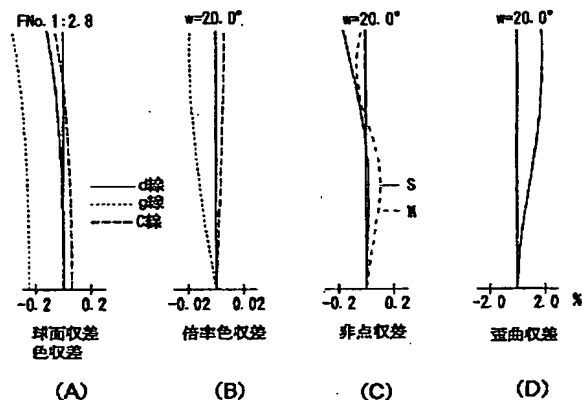 FNo.1:2.8
w=20.0°
w=20.0°
w=20.0°
d線
g線
C線
S
M
-0.2 0.2
-0.02 0.02
-0.2 0.2
-2.0 2.0 %
球面収差
色収差
倍率色収差
非点収差
歪曲収差
(A)
(B)
(C)
(D)